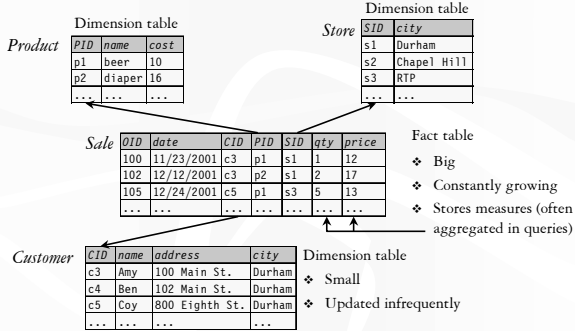 Dimension table
Product
PID name cost
p1 beer 10
p2 diaper 16
... ... ...
Dimension table
Store
SID city
s1 Durham
s2 Chapel Hill
s3 RTP
... ...
Sale
OID date CID PID SID qty price
100 11/23/2001 c3 p1 s1 1 12
102 12/12/2001 c3 p2 s1 2 17
105 12/24/2001 c5 p1 s3 5 13
... ... ... ... ... ... ...
Fact table
❖ Big
❖ Constantly growing
❖ Stores measures (often
aggregated in queries)
Customer
CID name address city
c3 Amy 100 Main St. Durham
c4 Ben 102 Main St. Durham
c5 Coy 800 Eighth St. Durham
... ... ... ...
Dimension table
❖ Small
❖ Updated infrequently